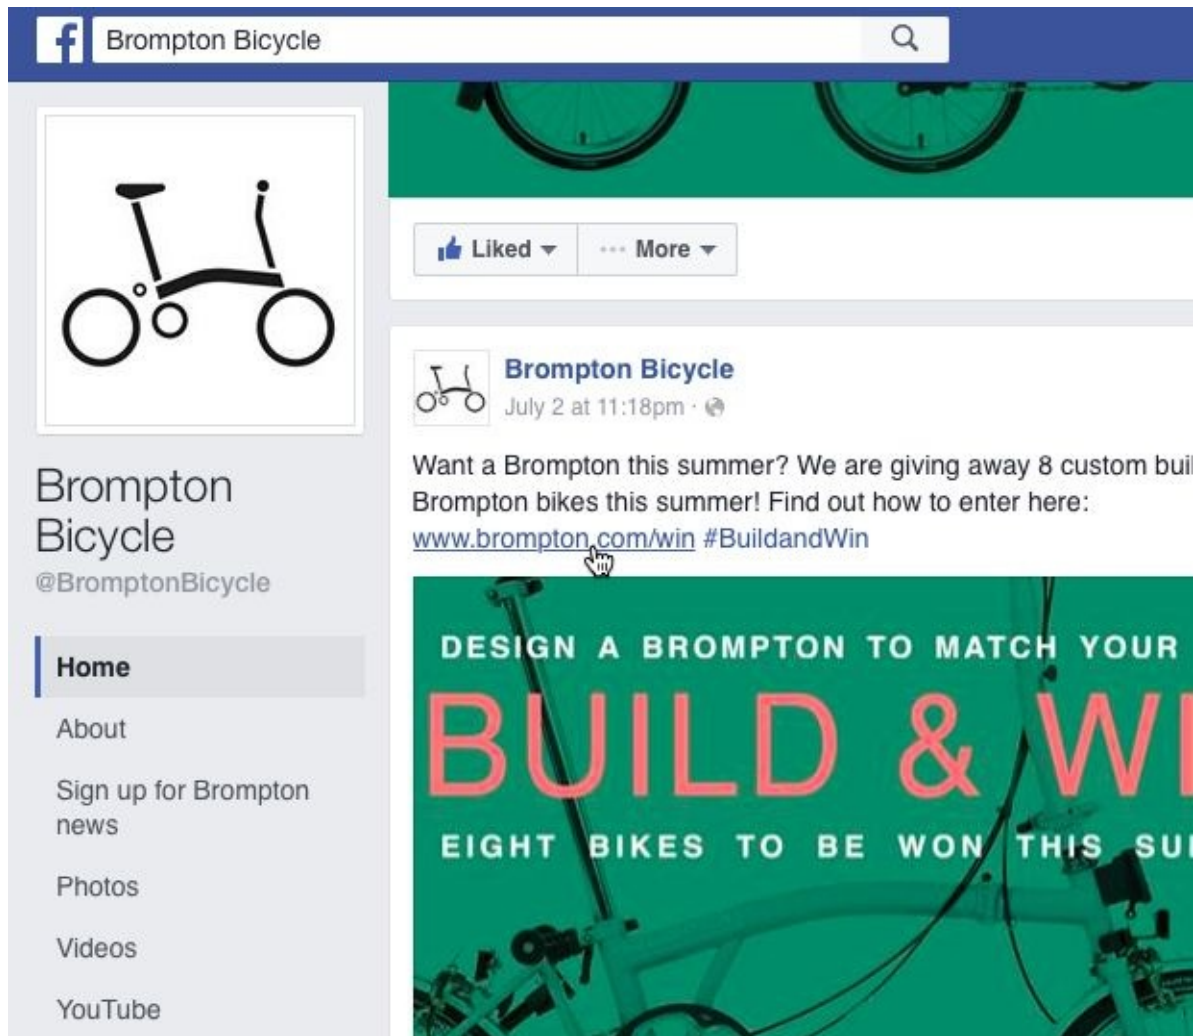 Brompton Bicycle
Liked
More
Brompton Bicycle
July 2 at 11:18pm ·
Want a Brompton this summer? We are giving away 8 custom
Brompton bikes this summer! Find out how to enter here:
www.brompton.com/win #BuildandWin
DESIGN A BROMPTON TO MATCH YOUR
BUILD &
EIGHT BIKES TO BE WON THIS
Brompton
Bicycle
@BromptonBicycle
Home
About
Sign up for Brompton
news
Photos
Videos
YouTube